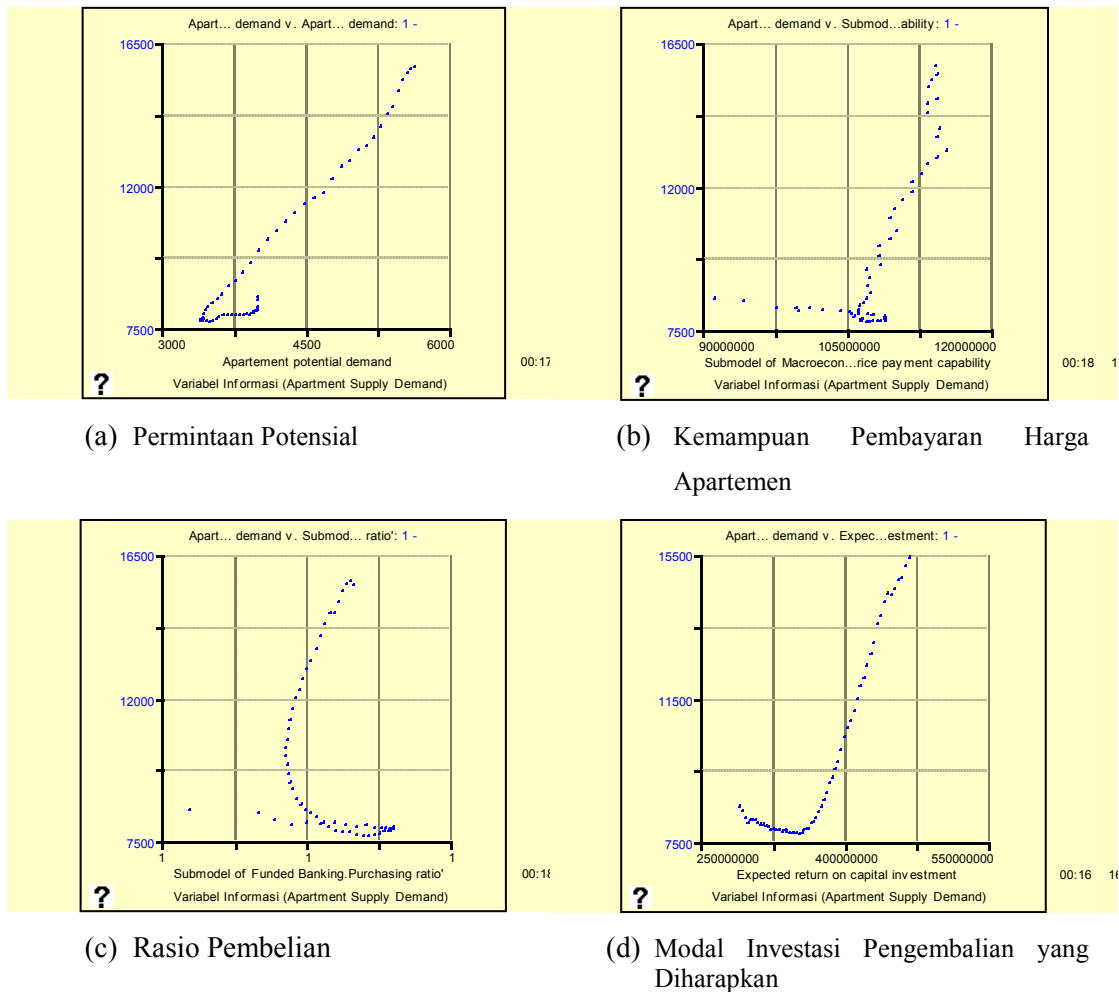 Apart… demand v. Apart… demand: 1 -
16500
12000
7500
3000 4500 6000
Apartement potential demand
00:17
? Variabel Informasi (Apartment Supply Demand)
(a) Permintaan Potensial
Apart… demand v. Submod…ability: 1 -
16500
12000
7500
90000000 105000000 120000000
Submodel of Macroecon…rice payment capability
00:18 1
? Variabel Informasi (Apartment Supply Demand)
(b) Kemampuan Pembayaran Harga
Apartemen
Apart… demand v. Submod… ratio': 1 -
16500
12000
7500
1 1 1
Submodel of Funded Banking.Purchasing ratio'
00:18
? Variabel Informasi (Apartment Supply Demand)
(c) Rasio Pembelian
Apart… demand v. Expec…estment: 1 -
15500
11500
7500
250000000 400000000 550000000
Expected return on capital investment
00:16 16
? Variabel Informasi (Apartment Supply Demand)
(d) Modal Investasi Pengembalian yang
Diharapkan